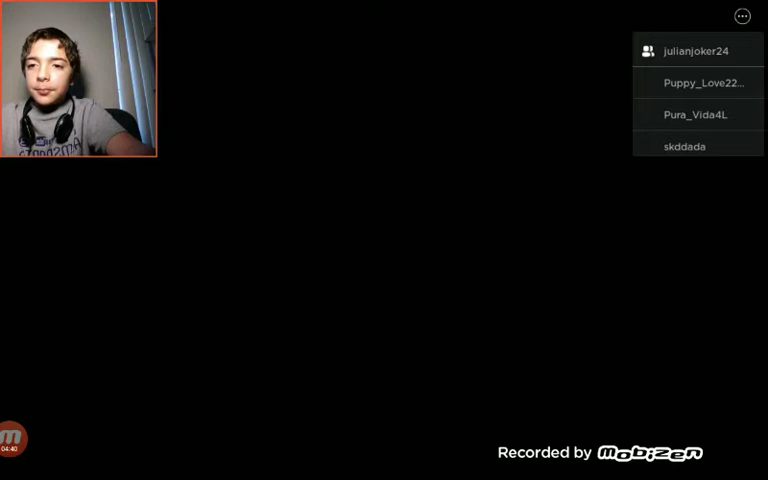 julianjoker24
Puppy_Love22...
Pura_Vida4L
skddada
04:40
Recorded by Mobizen